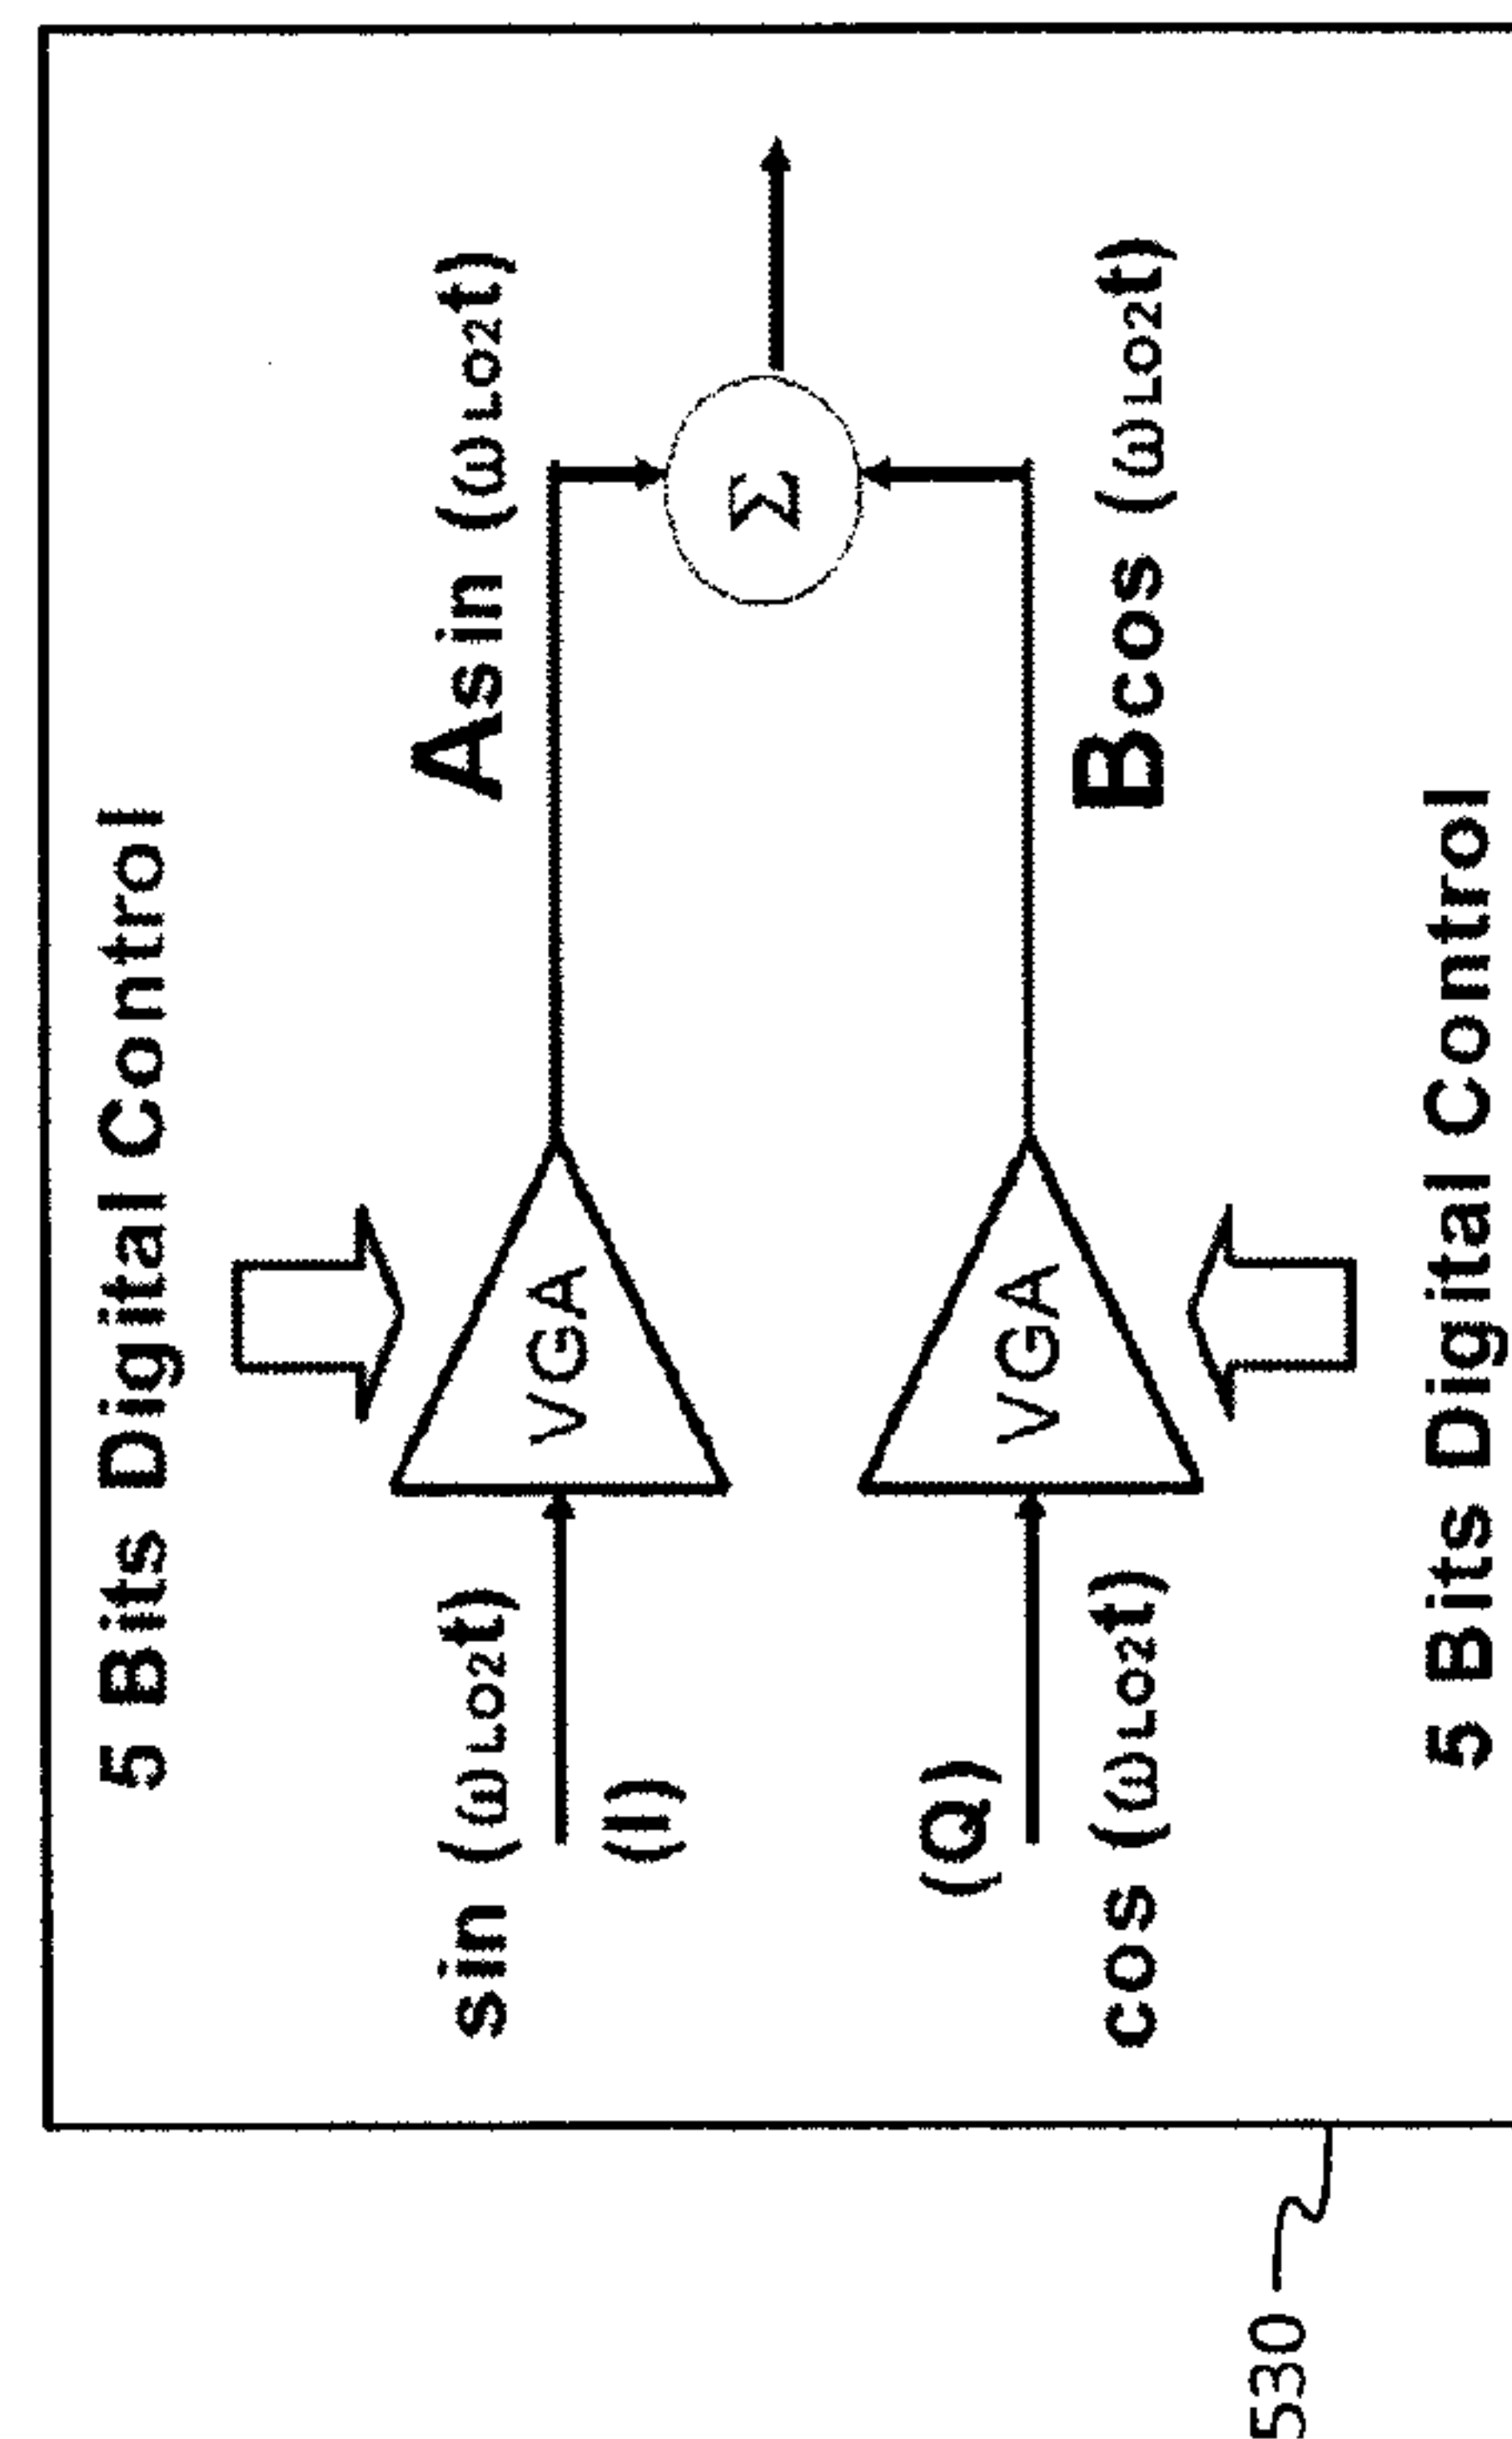 5 Bits Digital Control
sin (ωLO2t)
Asin (ωLO2t)
(I)
VGA
Σ
(Q)
VGA
cos (ωLO2t)
Bcos (ωLO2t)
5 Bits Digital Control
530